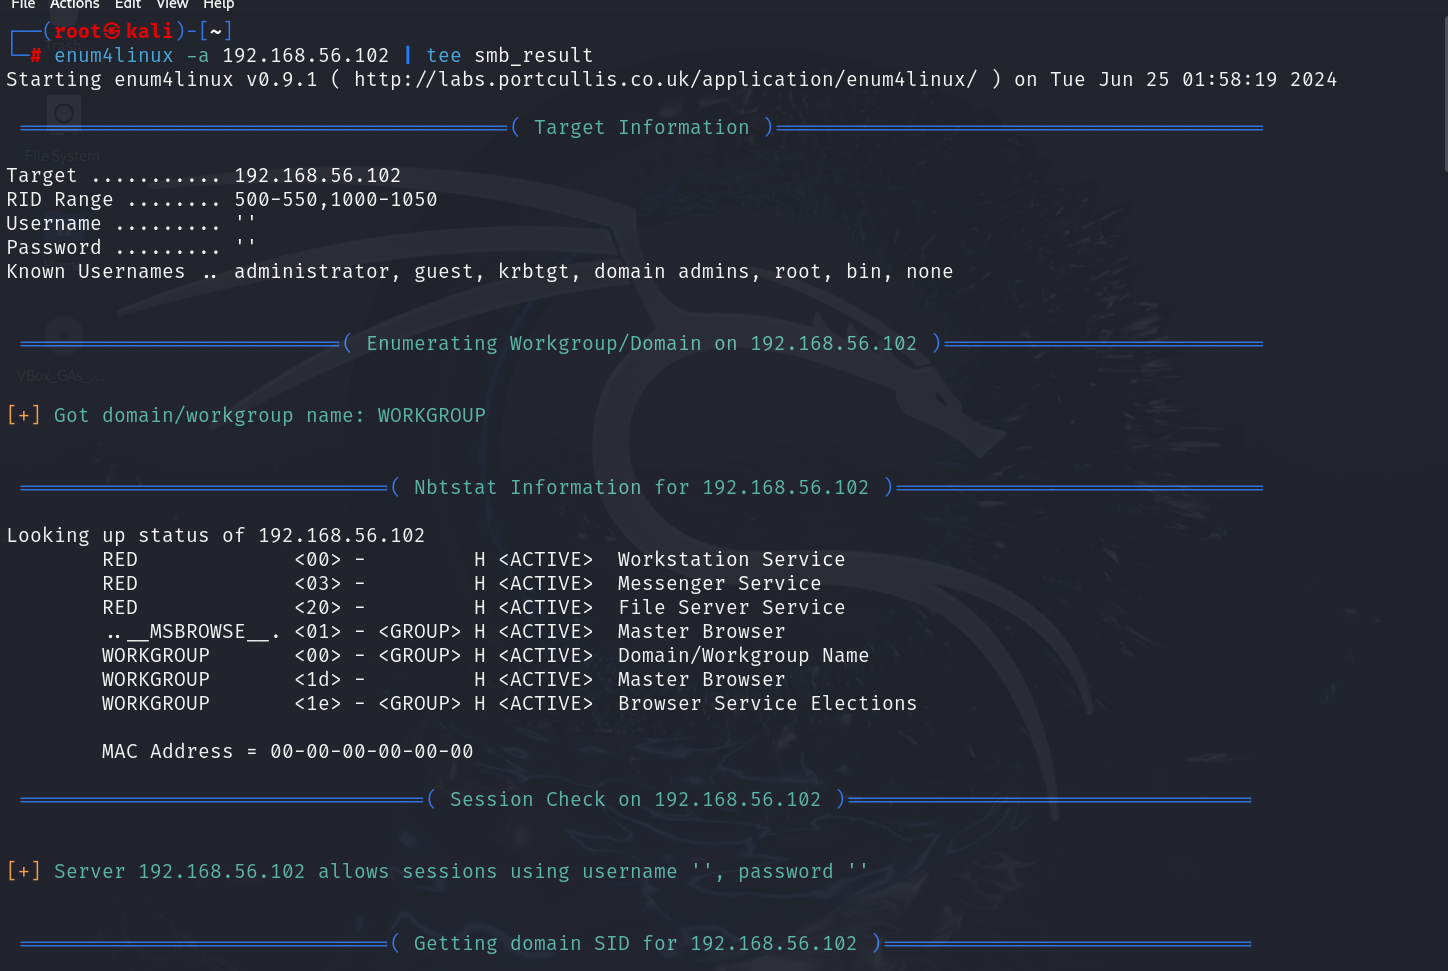 File Actions Edit View Help
┌──(root㉿kali)-[~]
└─# enum4linux -a 192.168.56.102 | tee smb_result
Starting enum4linux v0.9.1 ( http://labs.portcullis.co.uk/application/enum4linux/ ) on Tue Jun 25 01:58:19 2024
=========================================( Target Information )=========================================
File System
Target ........... 192.168.56.102
RID Range ........ 500-550,1000-1050
Username ......... ''
Password ......... ''
Known Usernames .. administrator, guest, krbtgt, domain admins, root, bin, none
===========================( Enumerating Workgroup/Domain on 192.168.56.102 )===========================
VBox_GAs_...
[+] Got domain/workgroup name: WORKGROUP
===============================( Nbtstat Information for 192.168.56.102 )===============================
Looking up status of 192.168.56.102
RED <00> - H <ACTIVE> Workstation Service
RED <03> - H <ACTIVE> Messenger Service
RED <20> - H <ACTIVE> File Server Service
..__MSBROWSE__. <01> - <GROUP> H <ACTIVE> Master Browser
WORKGROUP <00> - <GROUP> H <ACTIVE> Domain/Workgroup Name
WORKGROUP <1d> - H <ACTIVE> Master Browser
WORKGROUP <1e> - <GROUP> H <ACTIVE> Browser Service Elections
MAC Address = 00-00-00-00-00-00
==================================( Session Check on 192.168.56.102 )==================================
[+] Server 192.168.56.102 allows sessions using username '', password ''
===============================( Getting domain SID for 192.168.56.102 )===============================